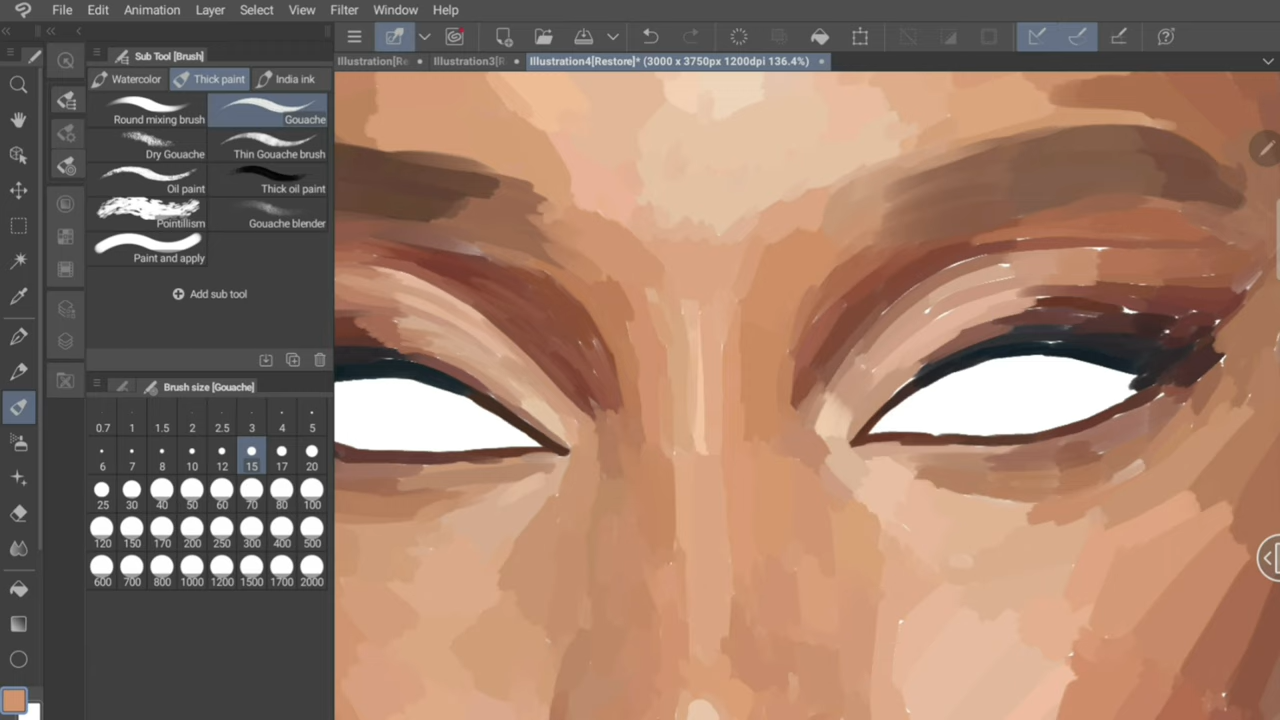 File Edit Animation Layer Select View Filter Window Help
Sub Tool [Brush]
Illustration[Re
Illustration3[R
Illustration4[Restore]* (3000 x 3750px 1200dpi 136.4%)
Watercolor Thick paint India ink
Round mixing brush Gouache
Dry Gouache Thin Gouache brush
Oil paint Thick oil paint
Pointillism Gouache blender
Paint and apply
Add sub tool
Brush size [Gouache]
0.7 1 1.5 2 2.5 3 4 5
6 7 8 10 12 15 17 20
25 30 40 50 60 70 80 100
120 150 170 200 250 300 400 500
600 700 800 1000 1200 1500 1700 2000